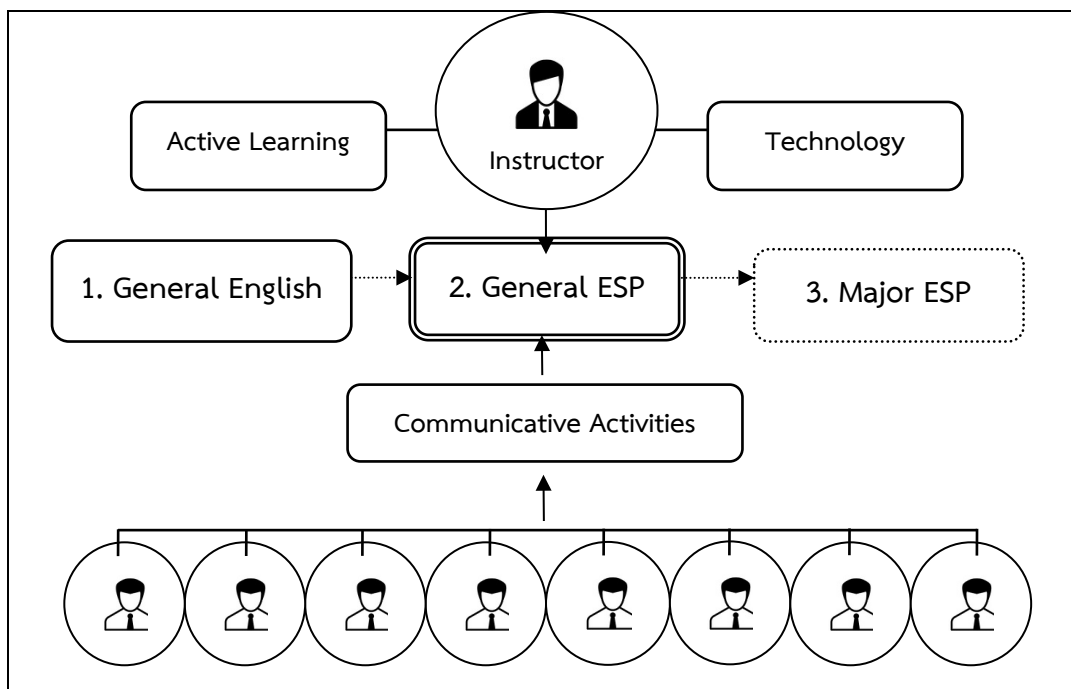 Active Learning
Instructor
Technology
1. General English
2. General ESP
3. Major ESP
Communicative Activities